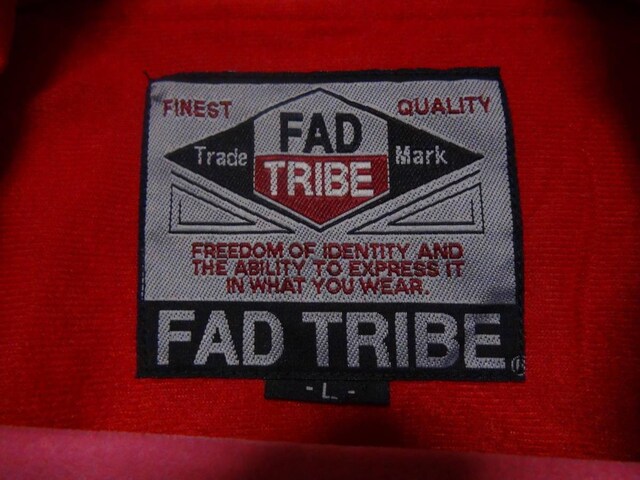 FINEST QUALITY
FAD
Trade Mark
TRIBE
FREEDOM OF IDENTITY AND
THE ABILITY TO EXPRESS IT
IN WHAT YOU WEAR.
FAD TRIBE®
- L -